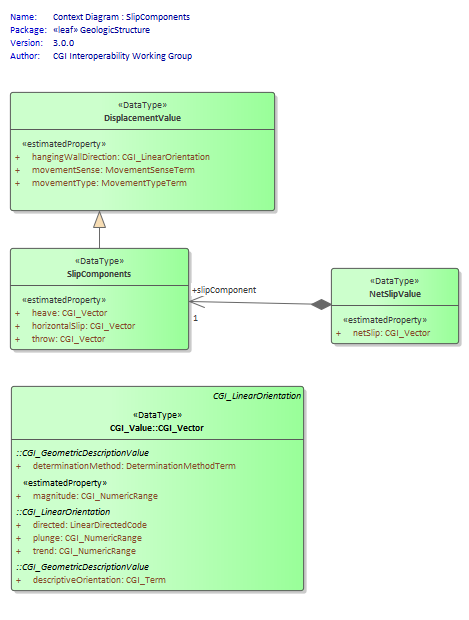 Name: Context Diagram : SlipComponents
Package: «leaf» GeologicStructure
Version: 3.0.0
Author: CGI Interoperability Working Group
«DataType»
DisplacementValue
«estimatedProperty»
+ hangingWallDirection: CGI_LinearOrientation
+ movementSense: MovementSenseTerm
+ movementType: MovementTypeTerm
«DataType»
SlipComponents
«estimatedProperty»
+ heave: CGI_Vector
+ horizontalSlip: CGI_Vector
+ throw: CGI_Vector
+slipComponent
1
«DataType»
NetSlipValue
«estimatedProperty»
+ netSlip: CGI_Vector
CGI_LinearOrientation
«DataType»
CGI_Value::CGI_Vector
::CGI_GeometricDescriptionValue
+ determinationMethod: DeterminationMethodTerm
«estimatedProperty»
+ magnitude: CGI_NumericRange
::CGI_LinearOrientation
+ directed: LinearDirectedCode
+ plunge: CGI_NumericRange
+ trend: CGI_NumericRange
::CGI_GeometricDescriptionValue
+ descriptiveOrientation: CGI_Term